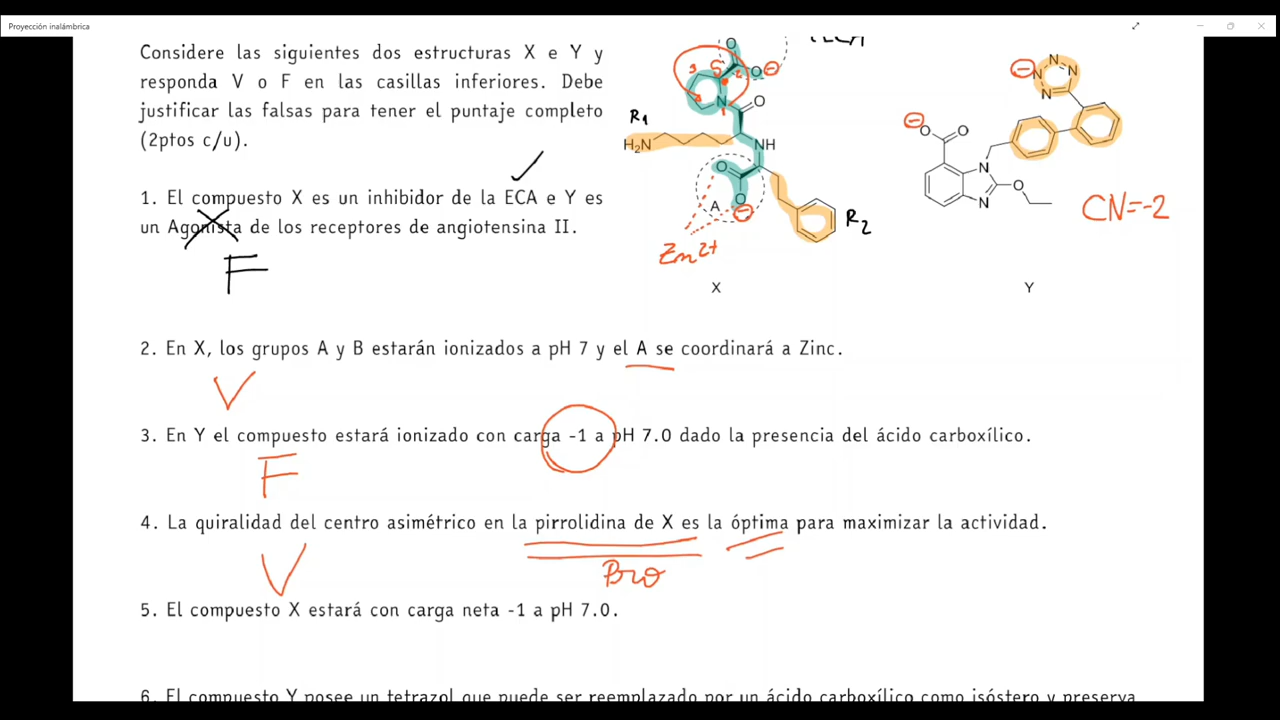 Proyección inalámbrica
Considere las siguientes dos estructuras X e Y y
responda V o F en las casillas inferiores. Debe
justificar las falsas para tener el puntaje completo
(2ptos c/u).
1. El compuesto X es un inhibidor de la ECA e Y es
un Agonista de los receptores de angiotensina II.
F
O
O
S
3
2
1
N
O
R1
H2N
NH
O
O
A
R2
Zn2+
X
N
N
N
N
O
O
N
N
O
CN=-2
Y
2. En X, los grupos A y B estarán ionizados a pH 7 y el A se coordinará a Zinc.
V
3. En Y el compuesto estará ionizado con carga -1 a pH 7.0 dado la presencia del ácido carboxílico.
F
4. La quiralidad del centro asimétrico en la pirrolidina de X es la óptima para maximizar la actividad.
V
5. El compuesto X estará con carga neta -1 a pH 7.0.
6. El compuesto Y posee un tetrazol que puede ser reemplazado por un ácido carboxílico como isóstero y preserva